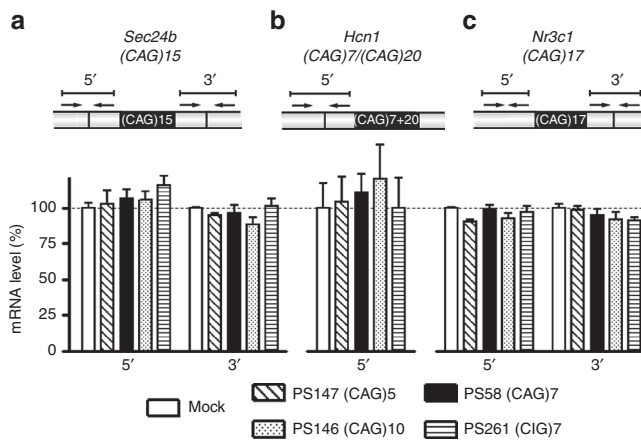 a
Sec24b
(CAG)15
5′ 3′
(CAG)15
b
Hcn1
(CAG)7/(CAG)20
5′
(CAG)7+20
c
Nr3c1
(CAG)17
5′ 3′
(CAG)17
mRNA level (%)
100
75
50
25
0
5′ 3′
5′
5′ 3′
Mock
PS147 (CAG)5
PS58 (CAG)7
PS146 (CAG)10
PS261 (CIG)7